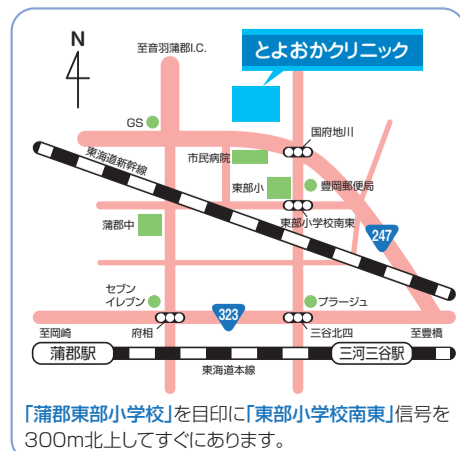 N
至音羽蒲郡I.C.
とよおかクリニック
GS
国府地川
東海道新幹線
市民病院
東部小
豊岡郵便局
蒲郡中
東部小学校南東
247
セブン
イレブン
プラージュ
323
至岡崎
府相
三谷北四
至豊橋
蒲郡駅
三河三谷駅
東海道本線
「蒲郡東部小学校」を目印に「東部小学校南東」信号を
300m北上してすぐにあります。